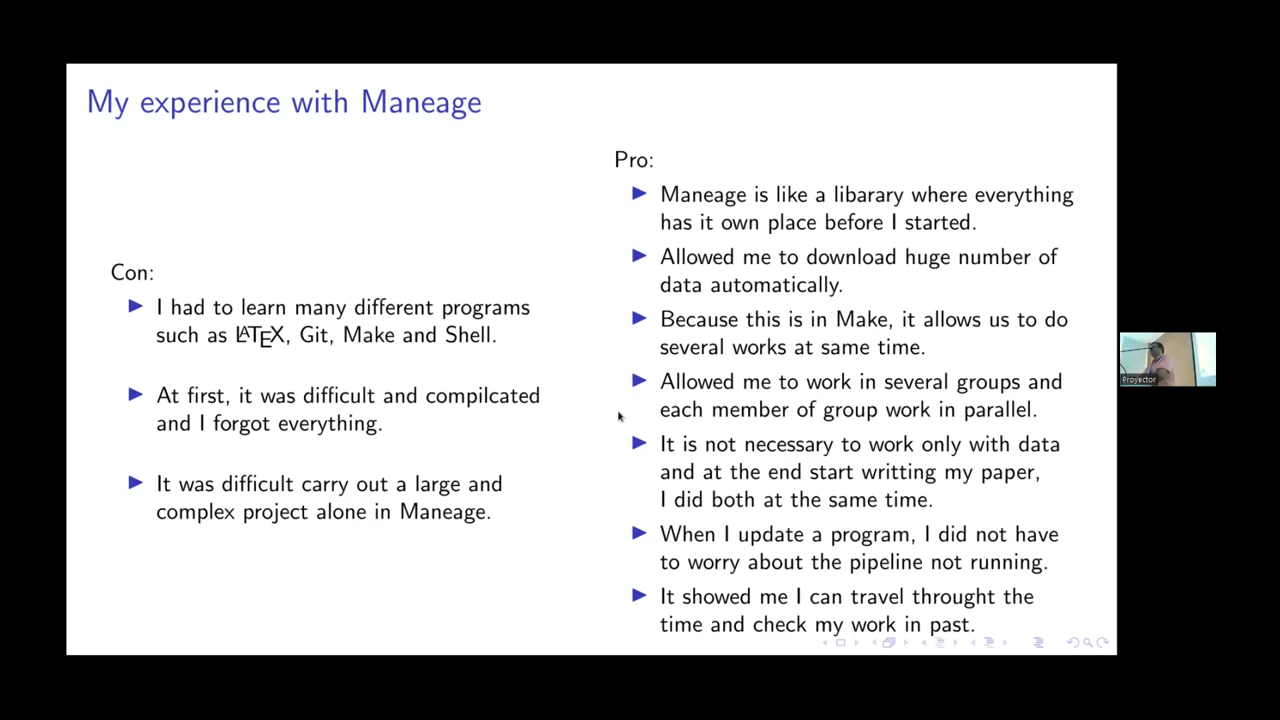 My experience with Maneage
Con:
I had to learn many different programs
such as LATEX, Git, Make and Shell.
At first, it was difficult and compilcated
and I forgot everything.
It was difficult carry out a large and
complex project alone in Maneage.
Pro:
Maneage is like a libarary where everything
has it own place before I started.
Allowed me to download huge number of
data automatically.
Because this is in Make, it allows us to do
several works at same time.
Allowed me to work in several groups and
each member of group work in parallel.
It is not necessary to work only with data
and at the end start writting my paper,
I did both at the same time.
When I update a program, I did not have
to worry about the pipeline not running.
It showed me I can travel throught the
time and check my work in past.
Proyector